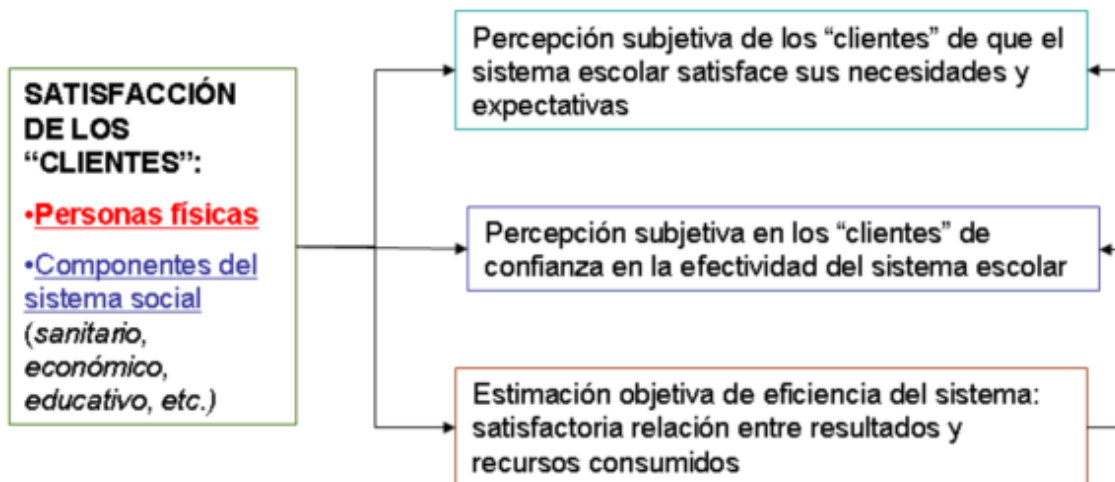 SATISFACCIÓN
DE LOS
“CLIENTES”:
•Personas físicas
•Componentes del
sistema social
(sanitario,
económico,
educativo, etc.)
Percepción subjetiva de los “clientes” de que el
sistema escolar satisface sus necesidades y
expectativas
Percepción subjetiva en los “clientes” de
confianza en la efectividad del sistema escolar
Estimación objetiva de eficiencia del sistema:
satisfactoria relación entre resultados y
recursos consumidos